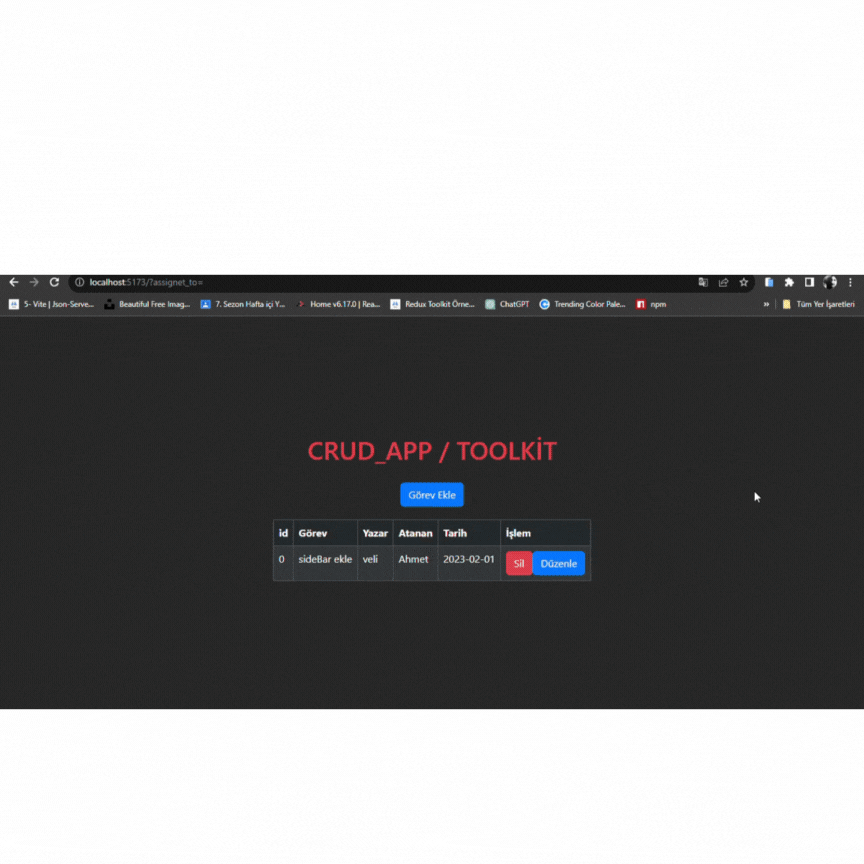 localhost:5173/?assignet_to=
5- Vite | Json-Serve... Beautiful Free Imag... 7. Sezon Hafta içi Y... Home v6.17.0 | Rea... Redux Toolkit Örne... ChatGPT Trending Color Pale... npm » Tüm Yer İşaretleri
CRUD_APP / TOOLKİT
Görev Ekle
id Görev Yazar Atanan Tarih İşlem
0 sideBar ekle veli Ahmet 2023-02-01 Sil Düzenle